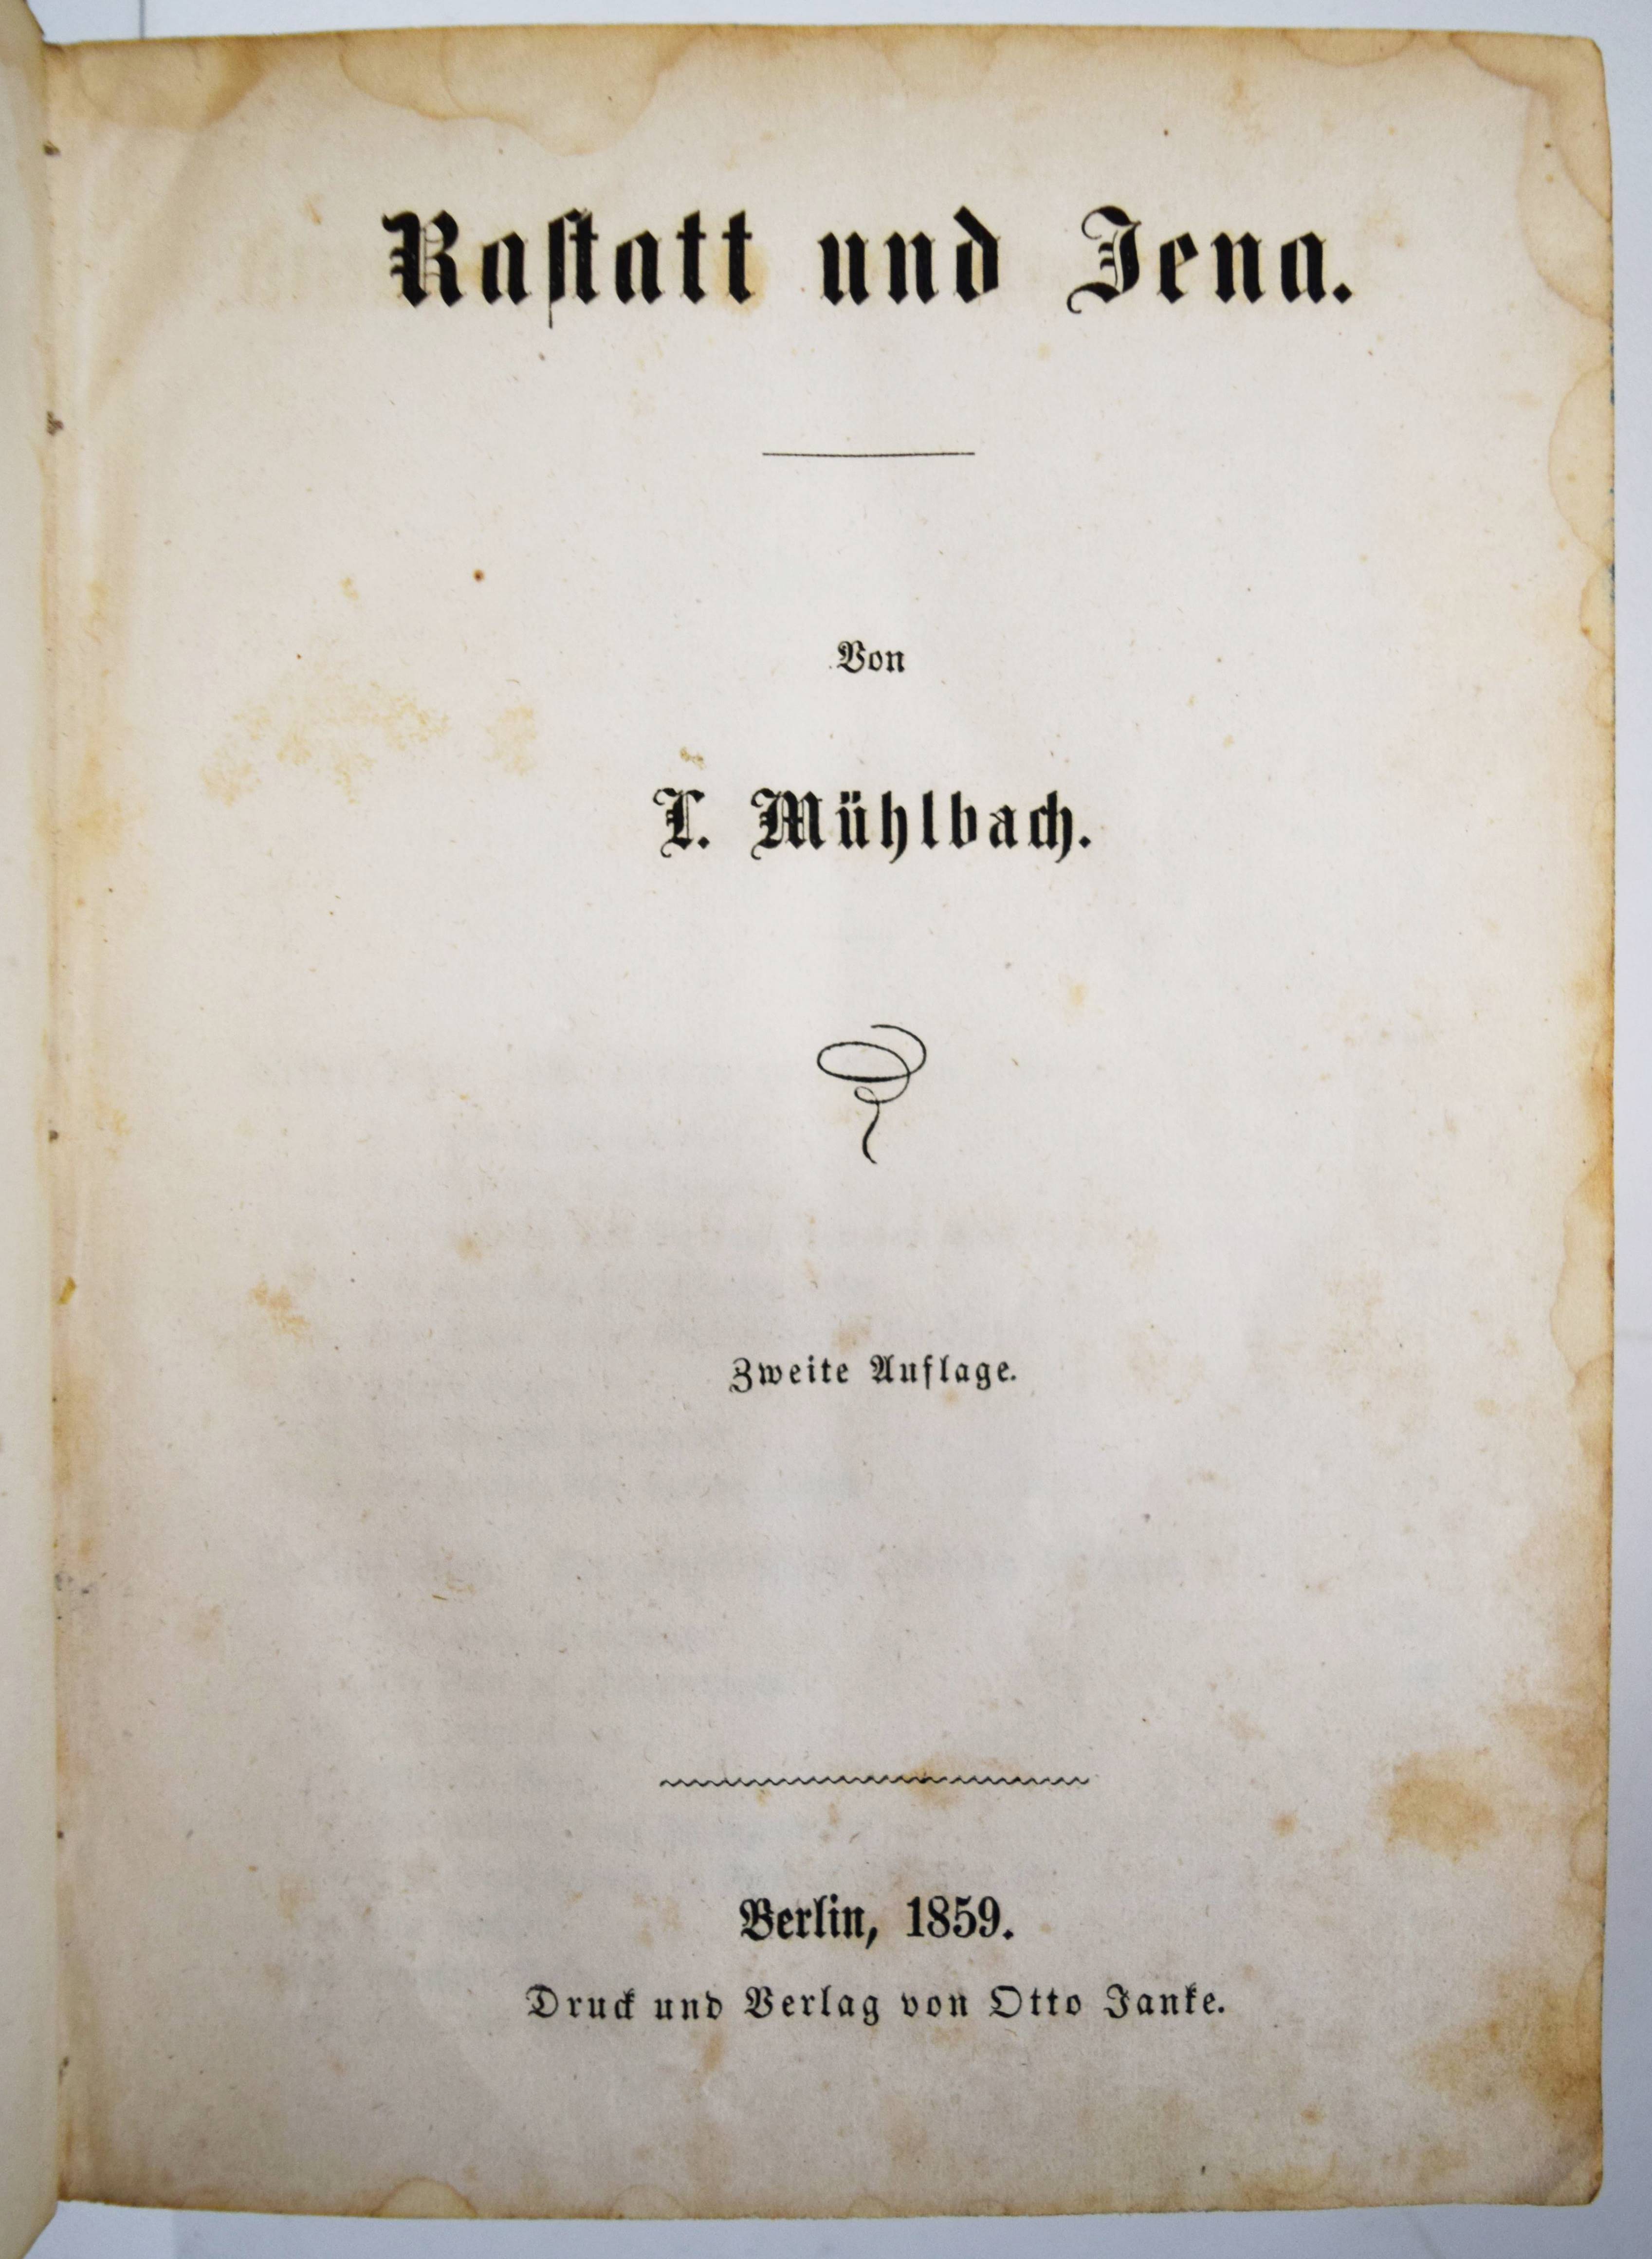 Raſtatt und Jena.
Von
L. Mühlbach.
Zweite Auflage.
Berlin, 1859.
Druck und Verlag von Otto Janke.